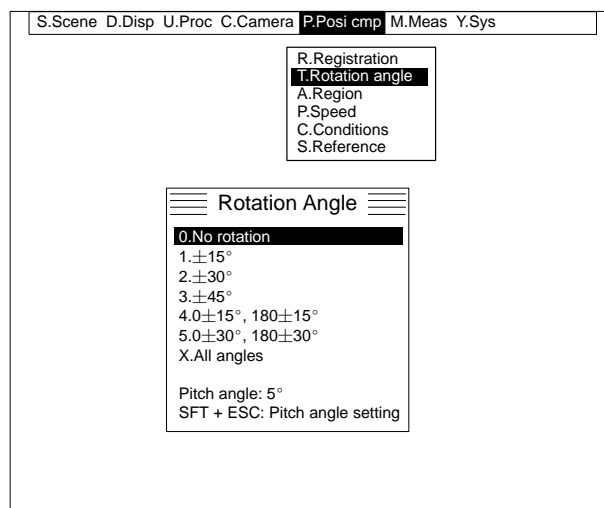 S.Scene D.Disp U.Proc C.Camera P.Posi cmp M.Meas Y.Sys
R.Registration
T.Rotation angle
A.Region
P.Speed
C.Conditions
S.Reference
Rotation Angle
0.No rotation
1.±15°
2.±30°
3.±45°
4.0±15°, 180±15°
5.0±30°, 180±30°
X.All angles
Pitch angle: 5°
SFT + ESC: Pitch angle setting